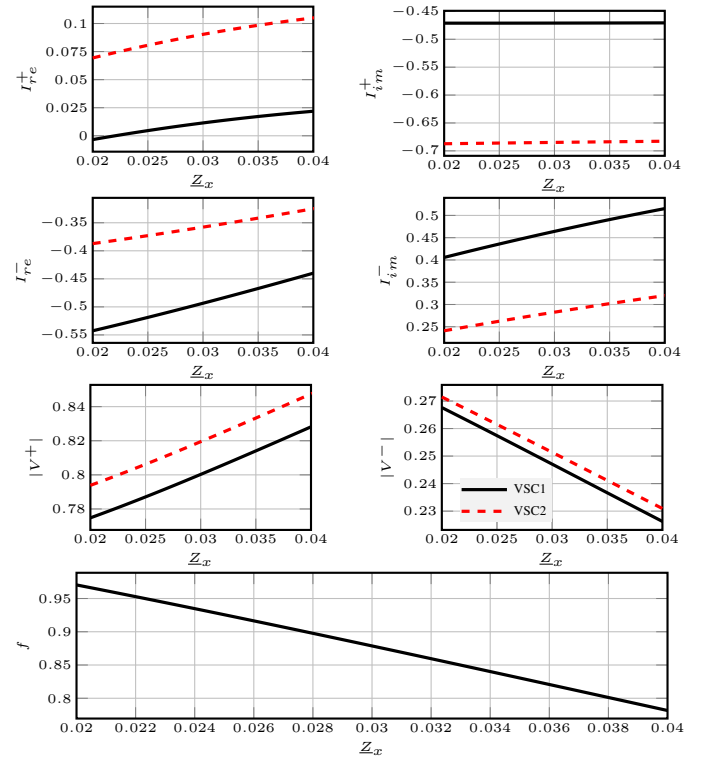 0.1
0.075
0.05
0.025
0
I⁺re
0.02 0.025 0.03 0.035 0.04
Z_x
−0.45
−0.5
−0.55
−0.6
−0.65
−0.7
I⁺im
0.02 0.025 0.03 0.035 0.04
Z_x
−0.35
−0.4
−0.45
−0.5
−0.55
I⁻re
0.02 0.025 0.03 0.035 0.04
Z_x
0.5
0.45
0.4
0.35
0.3
0.25
I⁻im
0.02 0.025 0.03 0.035 0.04
Z_x
0.84
0.82
0.8
0.78
|V⁺|
0.02 0.025 0.03 0.035 0.04
Z_x
0.27
0.26
0.25
0.24
0.23
|V⁻|
VSC1
VSC2
0.02 0.025 0.03 0.035 0.04
Z_x
0.95
0.9
0.85
0.8
f
0.02 0.022 0.024 0.026 0.028 0.03 0.032 0.034 0.036 0.038 0.04
Z_x